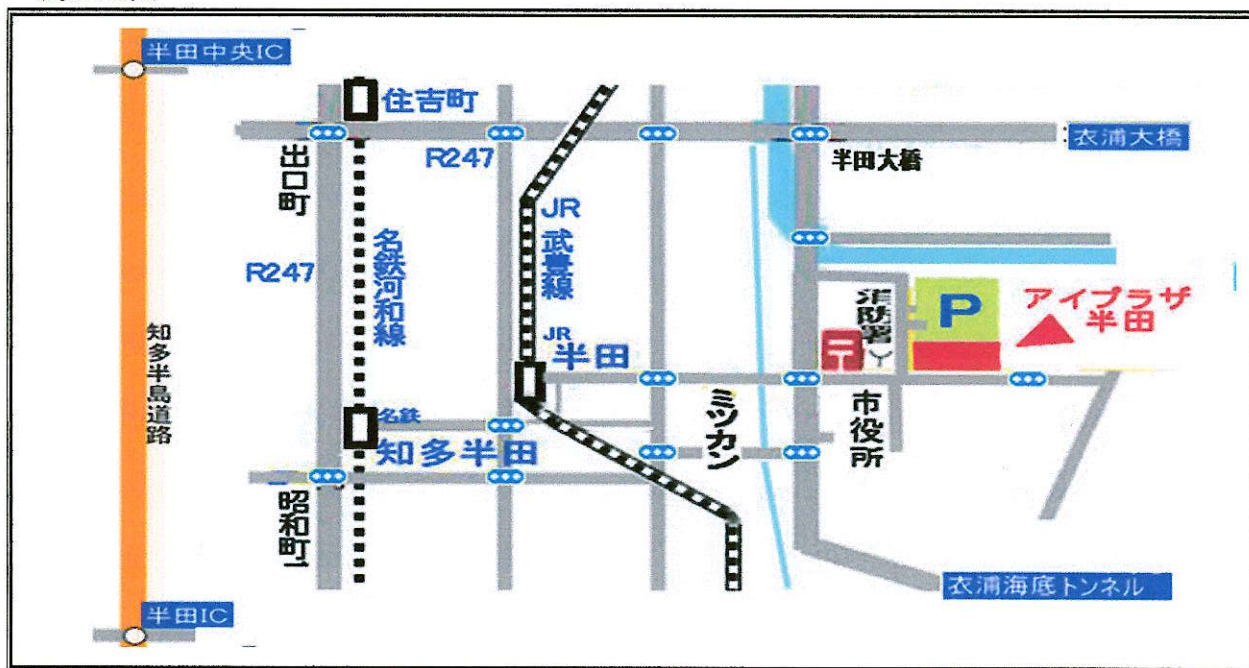 半田中央IC
住吉町
衣浦大橋
出口町
R247
半田大橋
JR
武豊線
R247
名鉄河和線
消防署
P
アイプラザ
半田
知多半島道路
JR
半田
〒
Y
ミツカン
市役所
名鉄
知多半田
昭和町1
衣浦海底トンネル
半田IC